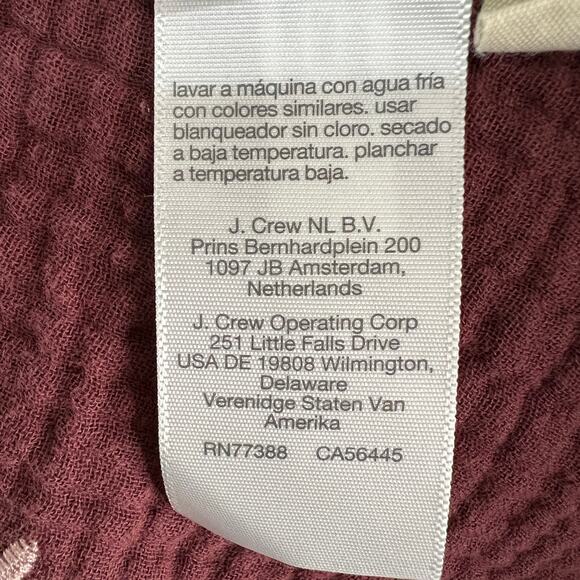 lavar a máquina con agua fría
con colores similares. usar
blanqueador sin cloro. secado
a baja temperatura. planchar
a temperatura baja.
J. Crew NL B.V.
Prins Bernhardplein 200
1097 JB Amsterdam,
Netherlands
J. Crew Operating Corp
251 Little Falls Drive
USA DE 19808 Wilmington,
Delaware
Verenidge Staten Van
Amerika
RN77388 CA56445